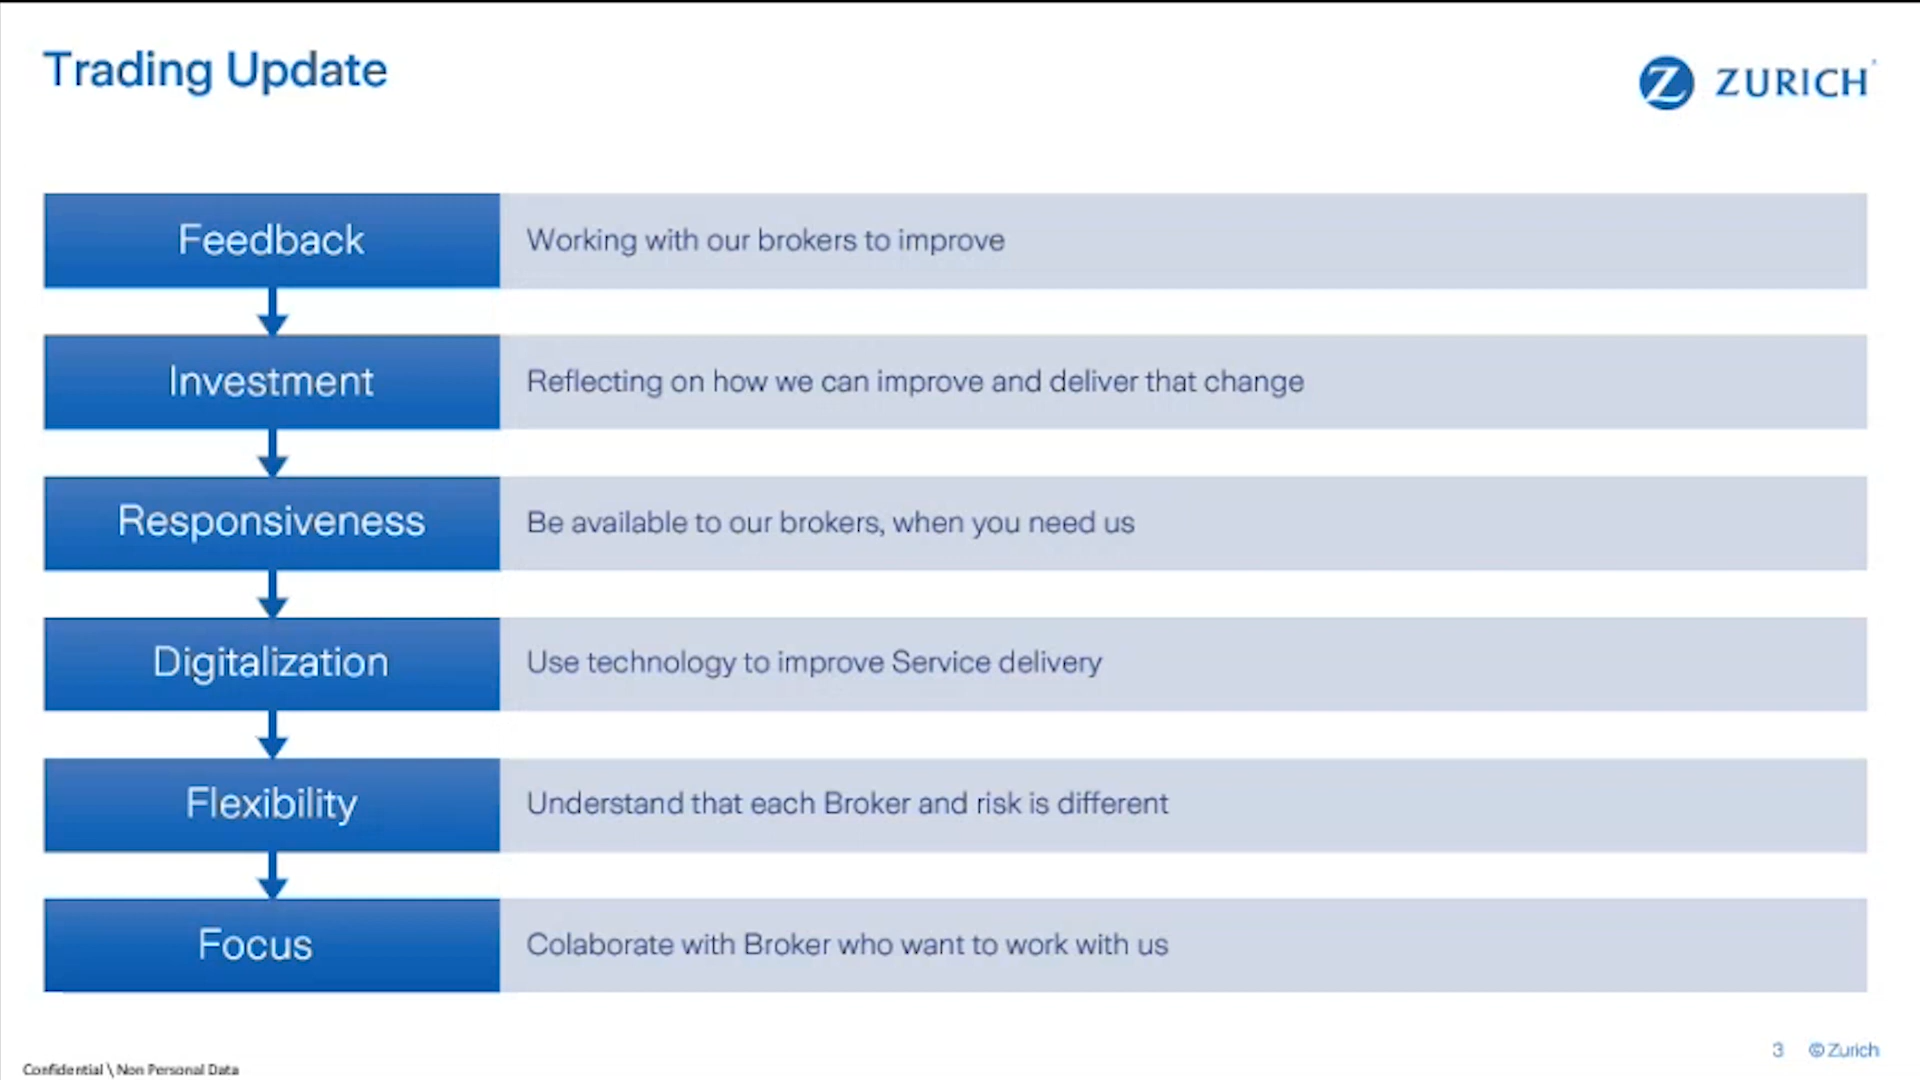 Trading Update
Z ZURICH
Feedback
Working with our brokers to improve
Investment
Reflecting on how we can improve and deliver that change
Responsiveness
Be available to our brokers, when you need us
Digitalization
Use technology to improve Service delivery
Flexibility
Understand that each Broker and risk is different
Focus
Colaborate with Broker who want to work with us
3 © Zurich
Confidential \ Non Personal Data